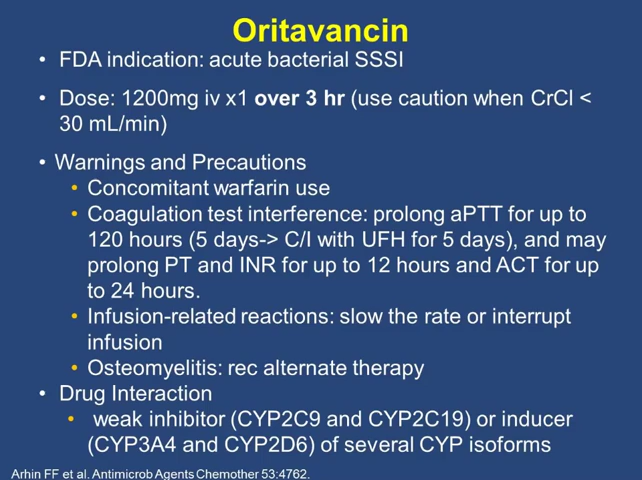 Oritavancin
• FDA indication: acute bacterial SSSI
• Dose: 1200mg iv x1 over 3 hr (use caution when CrCl <
30 mL/min)
• Warnings and Precautions
• Concomitant warfarin use
• Coagulation test interference: prolong aPTT for up to
120 hours (5 days-> C/I with UFH for 5 days), and may
prolong PT and INR for up to 12 hours and ACT for up
to 24 hours.
• Infusion-related reactions: slow the rate or interrupt
infusion
• Osteomyelitis: rec alternate therapy
• Drug Interaction
• weak inhibitor (CYP2C9 and CYP2C19) or inducer
(CYP3A4 and CYP2D6) of several CYP isoforms
Arhin FF et al. Antimicrob Agents Chemother 53:4762.